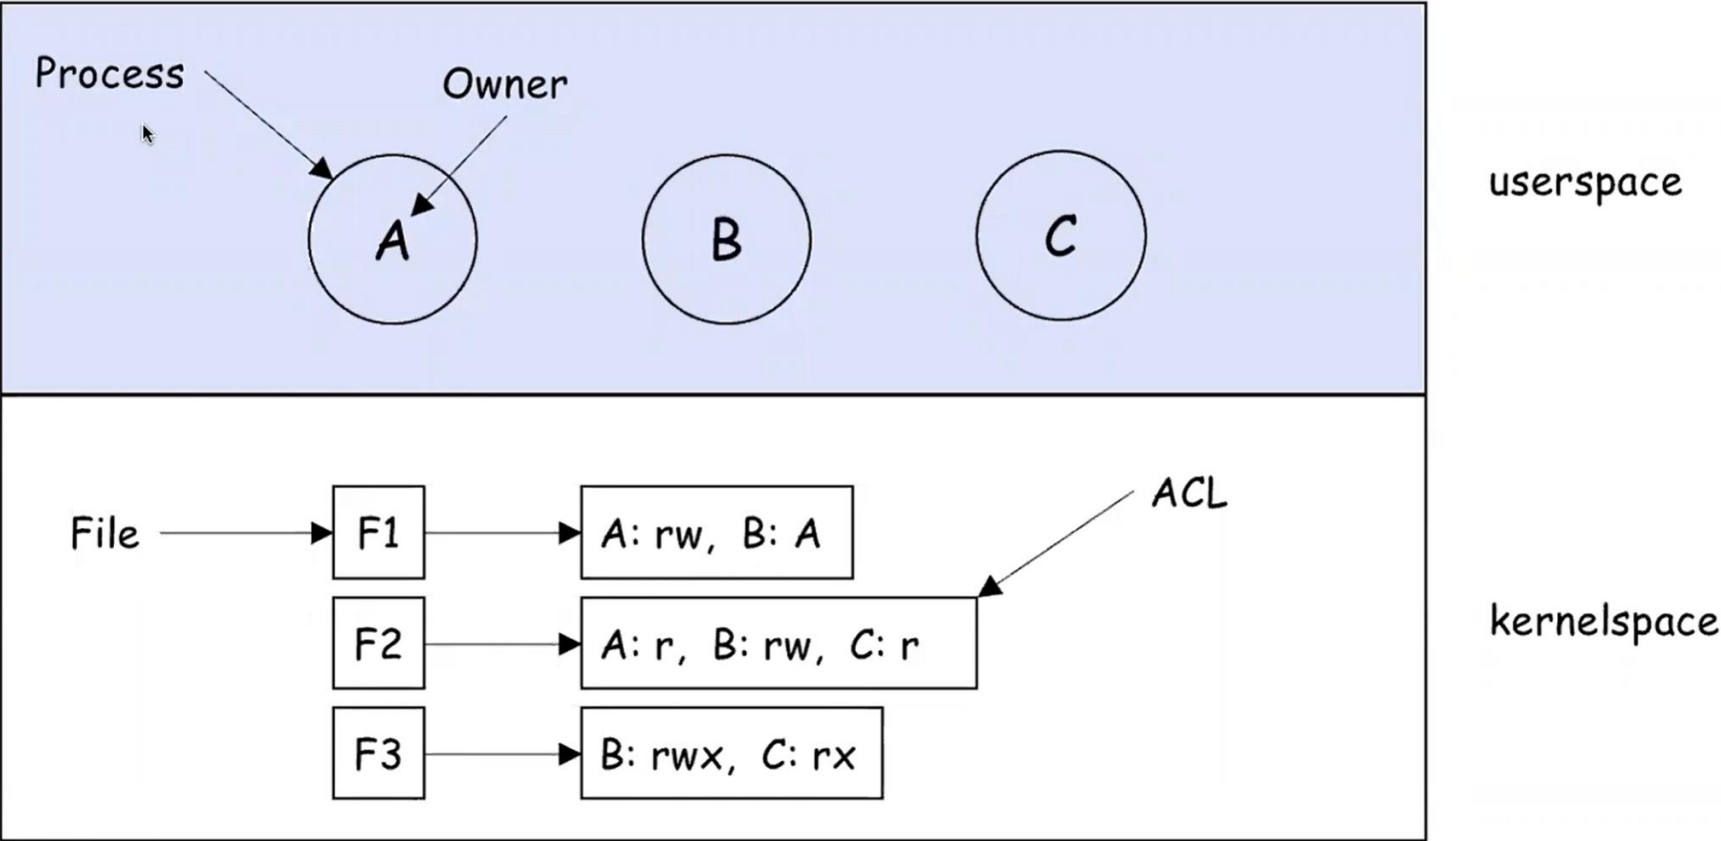 Process
Owner
A
B
C
userspace
ACL
File
F1
A: rw, B: A
F2
A: r, B: rw, C: r
kernelspace
F3
B: rwx, C: rx